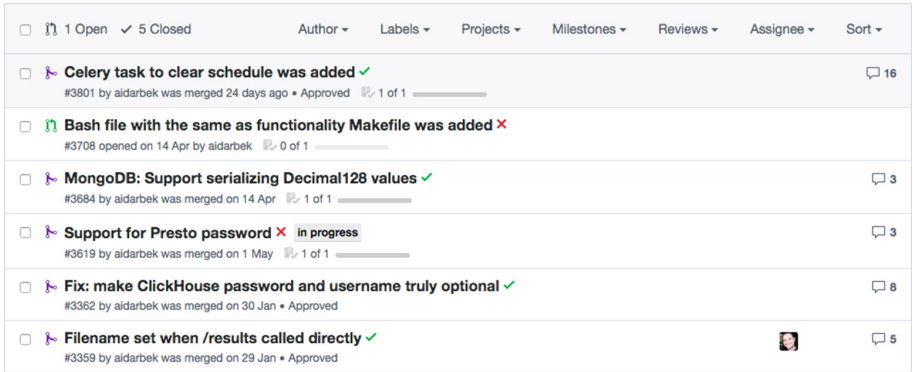 1 Open 5 Closed Author Labels Projects Milestones Reviews Assignee Sort
Celery task to clear schedule was added 16
#3801 by aidarbek was merged 24 days ago • Approved 1 of 1
Bash file with the same as functionality Makefile was added
#3708 opened on 14 Apr by aidarbek 0 of 1
MongoDB: Support serializing Decimal128 values 3
#3684 by aidarbek was merged on 14 Apr 1 of 1
Support for Presto password in progress 3
#3619 by aidarbek was merged on 1 May 1 of 1
Fix: make ClickHouse password and username truly optional 8
#3362 by aidarbek was merged on 30 Jan • Approved
Filename set when /results called directly 5
#3359 by aidarbek was merged on 29 Jan • Approved